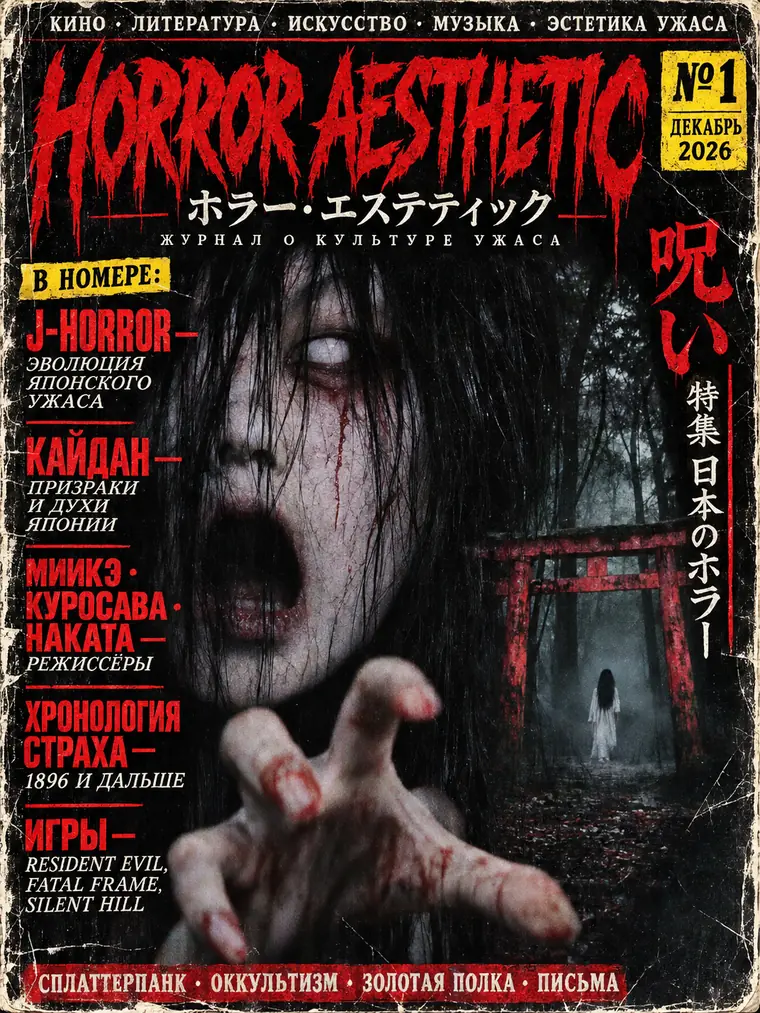 КИНО · ЛИТЕРАТУРА · ИСКУССТВО · МУЗЫКА · ЭСТЕТИКА УЖАСА
HORROR AESTHETIC
№1
ДЕКАБРЬ
2026
ホラー・エステティック
ЖУРНАЛ О КУЛЬТУРЕ УЖАСА
呪い
特集 日本のホラー
В НОМЕРЕ:
J-HORROR —
ЭВОЛЮЦИЯ
ЯПОНСКОГО
УЖАСА
КАЙДАН —
ПРИЗРАКИ
И ДУХИ
ЯПОНИИ
МИИКЭ ·
КУРОСАВА ·
НАКАТА —
РЕЖИССЁРЫ
ХРОНОЛОГИЯ
СТРАХА —
1896 И ДАЛЬШЕ
ИГРЫ —
RESIDENT EVIL,
FATAL FRAME,
SILENT HILL
СПЛАТТЕРПАНК · ОККУЛЬТИЗМ · ЗОЛОТАЯ ПОЛКА · ПИСЬМА